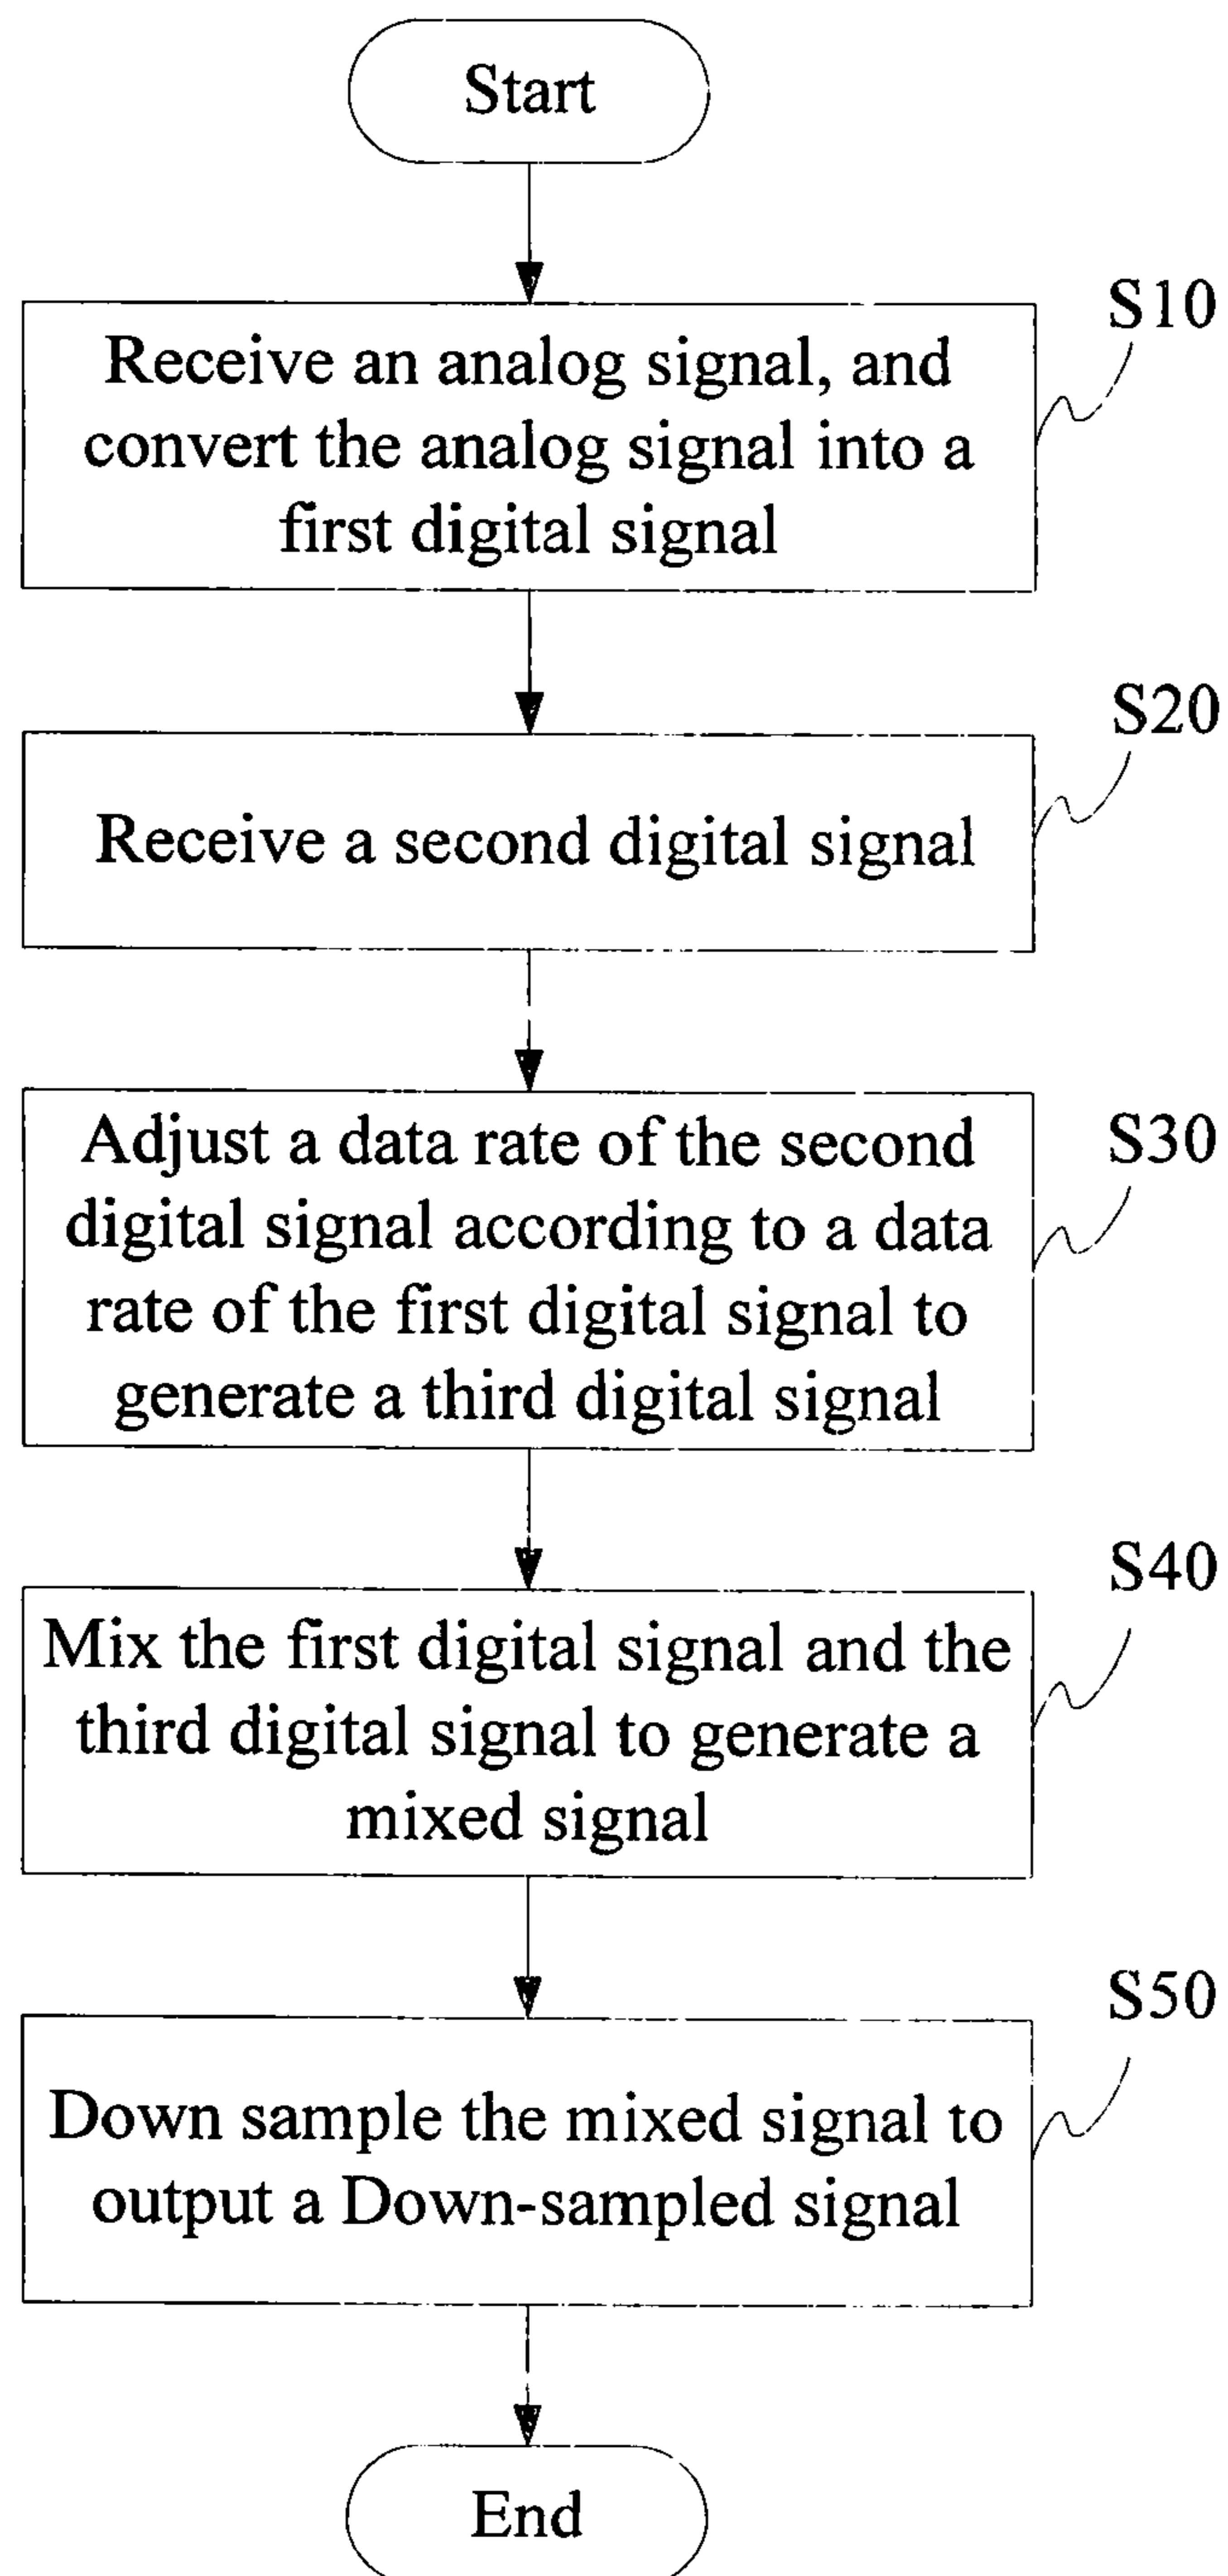 Start
S10
Receive an analog signal, and
convert the analog signal into a
first digital signal
S20
Receive a second digital signal
S30
Adjust a data rate of the second
digital signal according to a data
rate of the first digital signal to
generate a third digital signal
S40
Mix the first digital signal and the
third digital signal to generate a
mixed signal
S50
Down sample the mixed signal to
output a Down-sampled signal
End